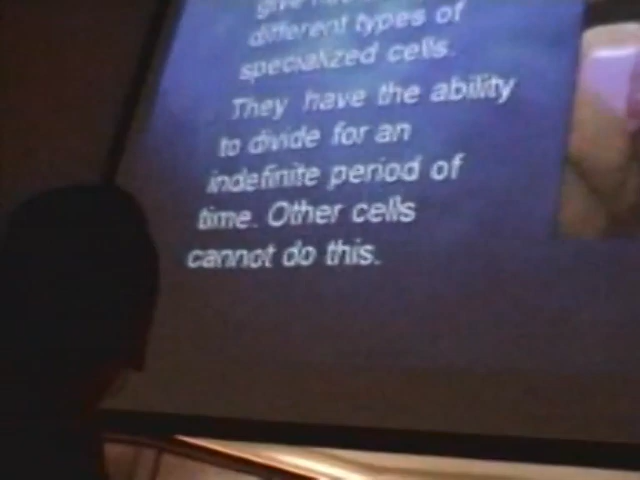 give
different types of
specialized cells.
They have the ability
to divide for an
indefinite period of
time. Other cells
cannot do this.